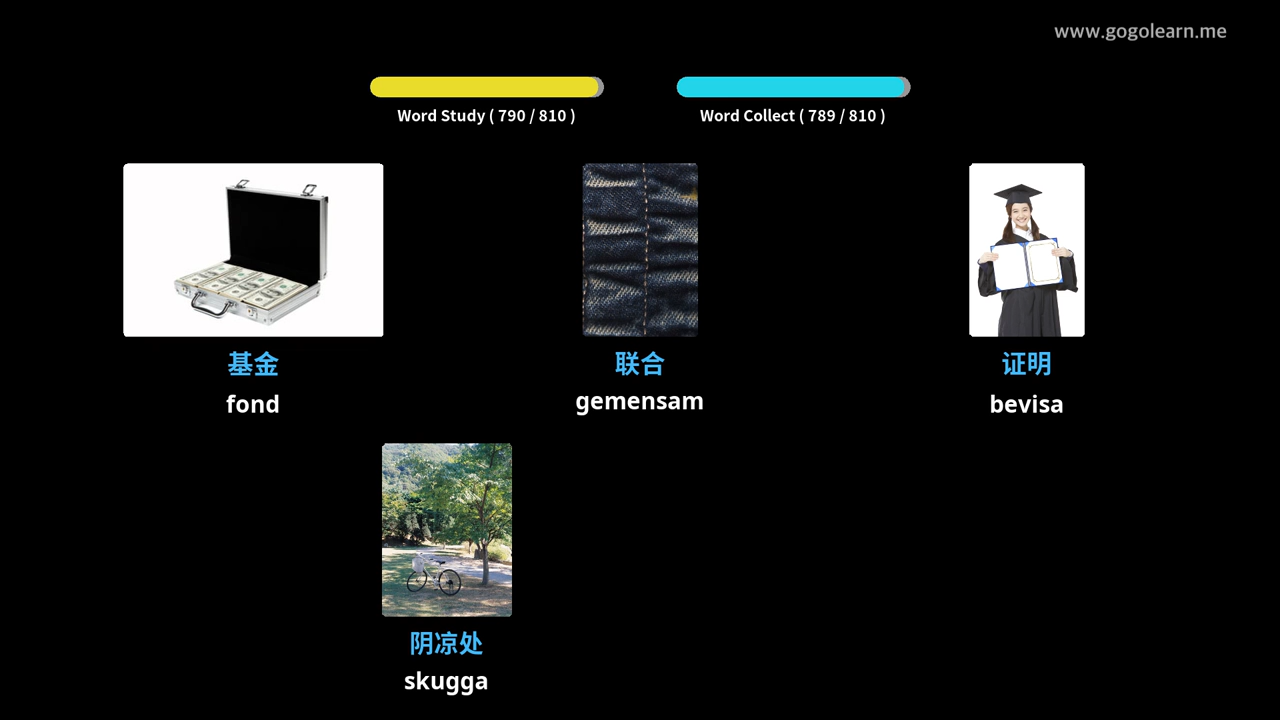 www.gogolearn.me
Word Study ( 790 / 810 )
Word Collect ( 789 / 810 )
基金
fond
联合
gemensam
证明
bevisa
阴凉处
skugga